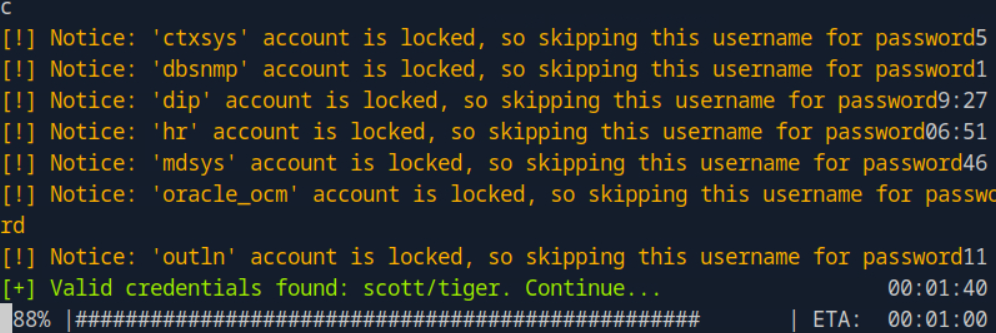 c
[!] Notice: 'ctxsys' account is locked, so skipping this username for password5
[!] Notice: 'dbsnmp' account is locked, so skipping this username for password1
[!] Notice: 'dip' account is locked, so skipping this username for password9:27
[!] Notice: 'hr' account is locked, so skipping this username for password06:51
[!] Notice: 'mdsys' account is locked, so skipping this username for password46
[!] Notice: 'oracle_ocm' account is locked, so skipping this username for passwo
rd
[!] Notice: 'outln' account is locked, so skipping this username for password11
[+] Valid credentials found: scott/tiger. Continue... 00:01:40
88% |################################################## | ETA: 00:01:00